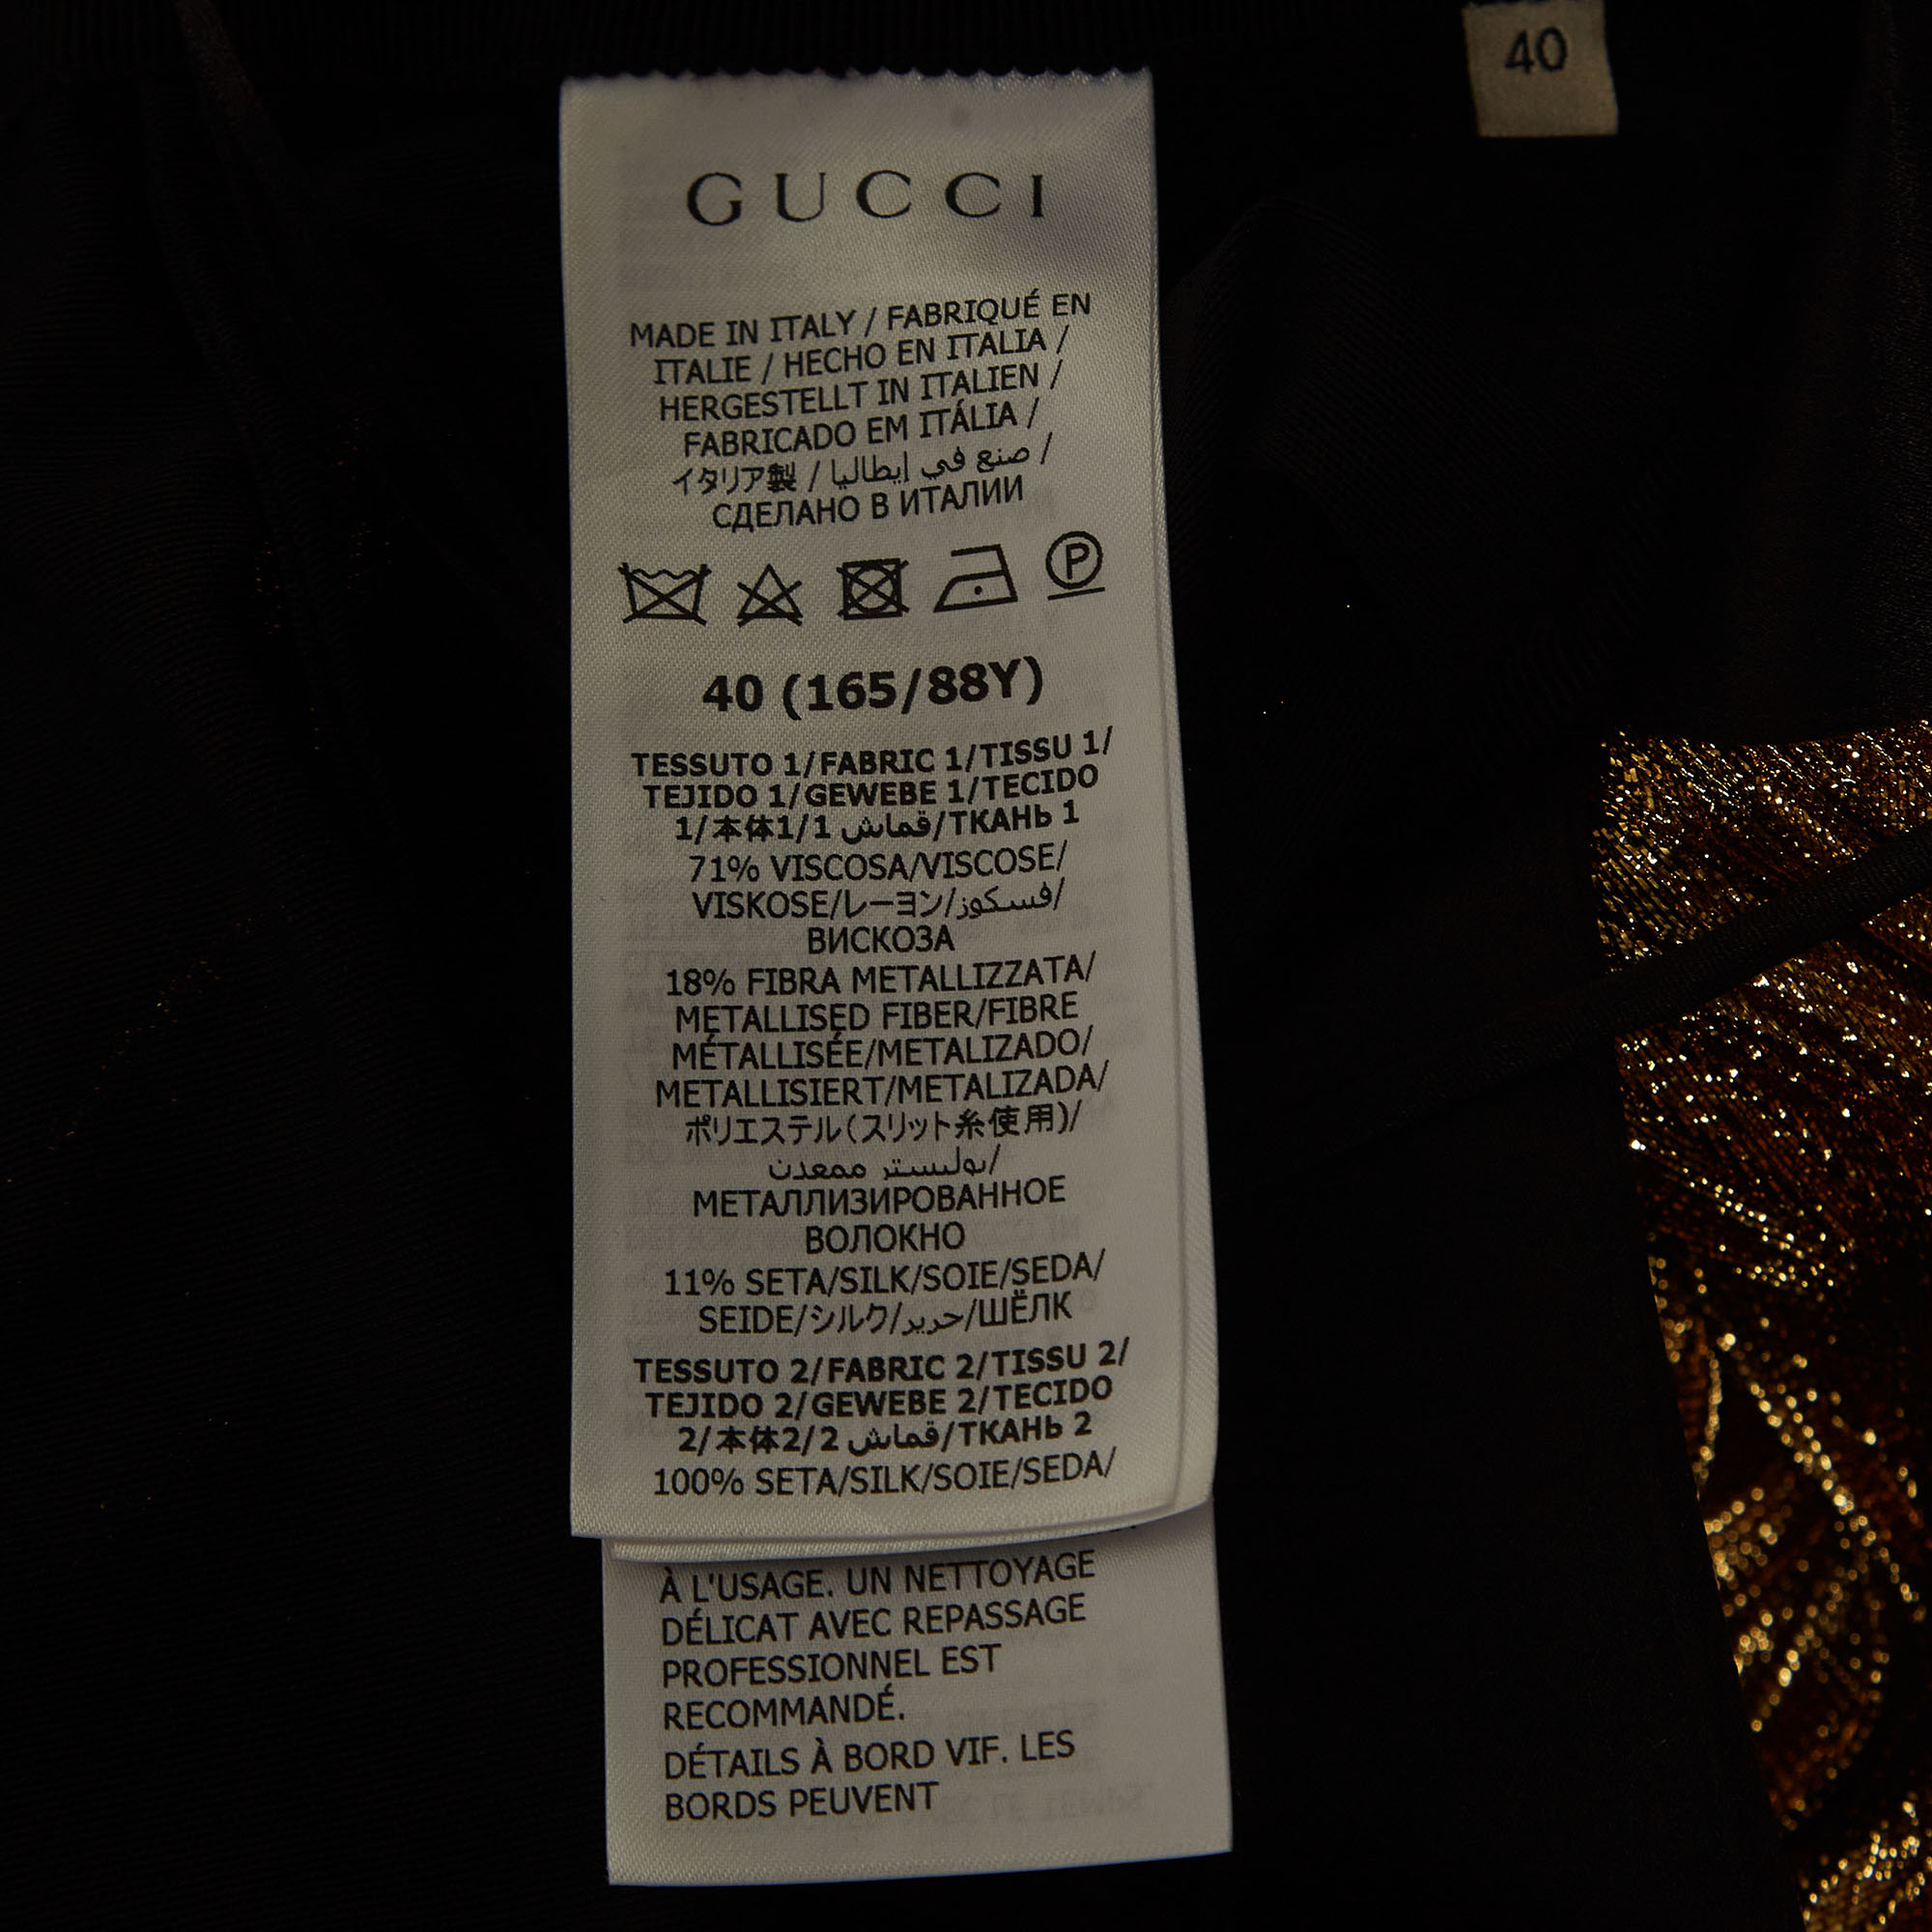 40
GUCCI
MADE IN ITALY / FABRIQUÉ EN
ITALIE / HECHO EN ITALIA /
HERGESTELLT IN ITALIEN /
FABRICADO EM ITÁLIA /
イタリア製 / صنع في إيطاليا /
СДЕЛАНО В ИТАЛИИ
P
40 (165/88Y)
TESSUTO 1/FABRIC 1/TISSU 1/
TEJIDO 1/GEWEBE 1/TECIDO
1/本体1/1 قماش/ТКАНЬ 1
71% VISCOSA/VISCOSE/
VISKOSE/レーヨン/فسكوز/
ВИСКОЗА
18% FIBRA METALLIZZATA/
METALLISED FIBER/FIBRE
MÉTALLISÉE/METALIZADO/
METALLISIERT/METALIZADA/
ポリエステル(スリット糸使用)/
بوليستر ممعدن/
МЕТАЛЛИЗИРОВАННОЕ
ВОЛОКНО
11% SETA/SILK/SOIE/SEDA/
SEIDE/シルク/حرير/ШЁЛК
TESSUTO 2/FABRIC 2/TISSU 2/
TEJIDO 2/GEWEBE 2/TECIDO
2/本体2/2 قماش/ТКАНЬ 2
100% SETA/SILK/SOIE/SEDA/
À L'USAGE. UN NETTOYAGE
DÉLICAT AVEC REPASSAGE
PROFESSIONNEL EST
RECOMMANDÉ.
DÉTAILS À BORD VIF. LES
BORDS PEUVENT